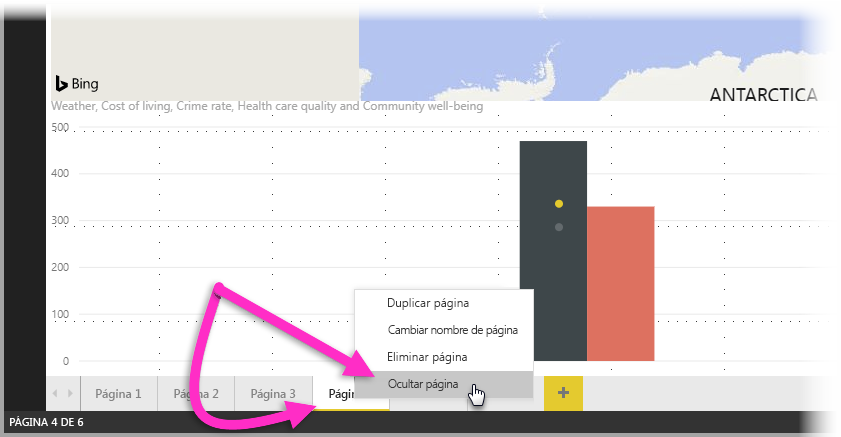 Bing
ANTARCTICA
Weather, Cost of living, Crime rate, Health care quality and Community well-being
500
400
300
200
100
0
Duplicar página
Cambiar nombre de página
Eliminar página
Ocultar página
Página 1 Página 2 Página 3 Págin +
PÁGINA 4 DE 6